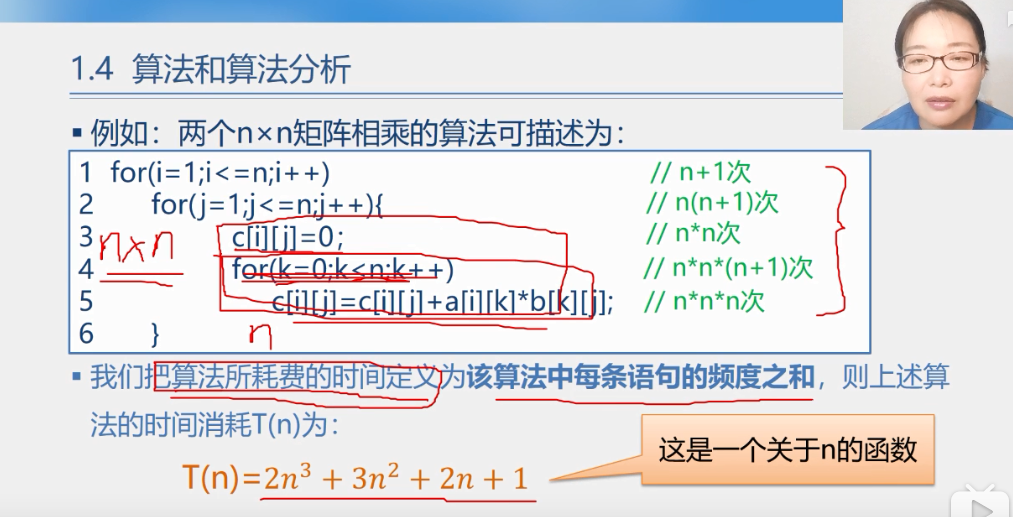 1.4 算法和算法分析
▪ 例如：两个n×n矩阵相乘的算法可描述为：
1 for(i=1;i<=n;i++) // n+1次
2 for(j=1;j<=n;j++){ // n(n+1)次
3 n×n c[i][j]=0; // n*n次
4 for(k=0;k<n;k++) // n*n*(n+1)次
5 c[i][j]=c[i][j]+a[i][k]*b[k][j]; // n*n*n次
6 } n
▪ 我们把算法所耗费的时间定义为该算法中每条语句的频度之和，则上述算
法的时间消耗T(n)为：
这是一个关于n的函数
T(n)=2n³ + 3n² + 2n + 1